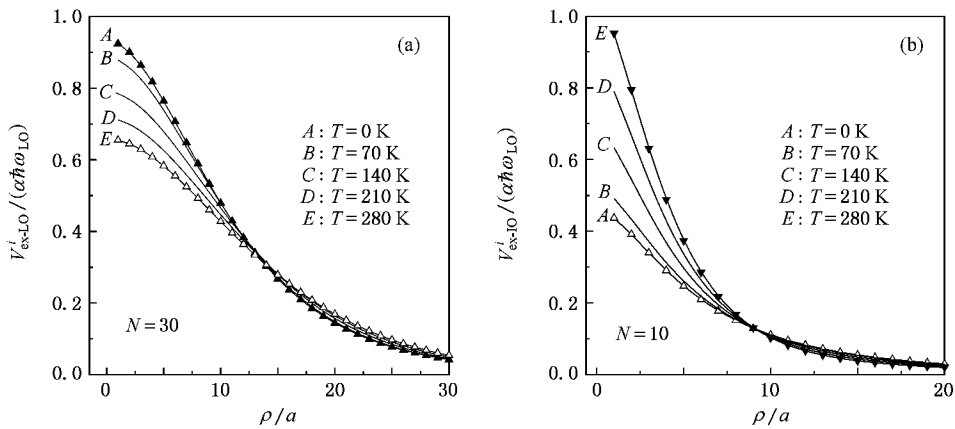 1.0
0.8
0.6
0.4
0.2
0.0
V^i_ex-LO/(αℏω_LO)
A
B
C
D
E
(a)
A: T=0 K
B: T=70 K
C: T=140 K
D: T=210 K
E: T=280 K
N=30
0 10 20 30
ρ/a
1.0
0.8
0.6
0.4
0.2
0.0
V^i_ex-IO/(αℏω_LO)
E
D
C
B
A
(b)
A: T=0 K
B: T=70 K
C: T=140 K
D: T=210 K
E: T=280 K
N=10
0 5 10 15 20
ρ/a